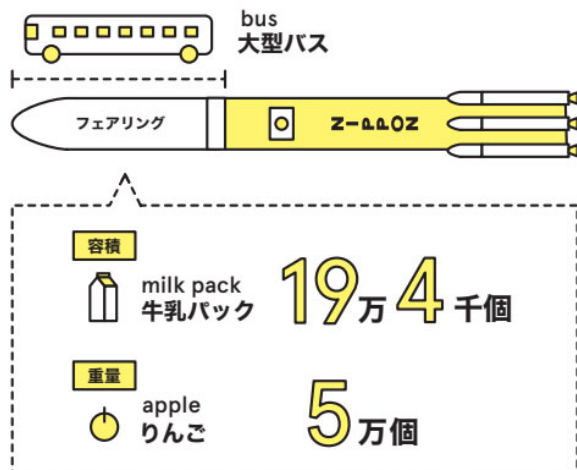 bus
大型バス
フェアリング
NIPPON
容積
milk pack
牛乳パック
19万4千個
重量
apple
りんご
5万個